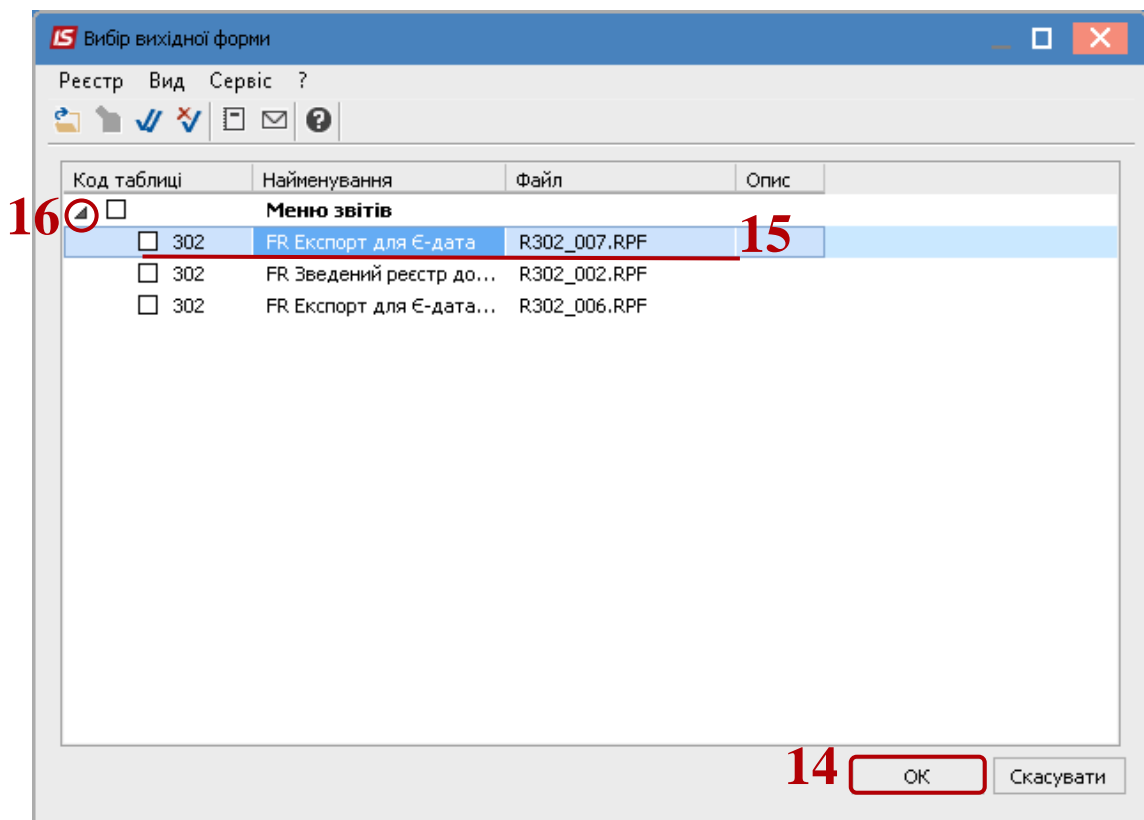 IS Вибір вихідної форми
Реєстр Вид Сервіс ?
Код таблиці Найменування Файл Опис
16 Меню звітів
302 FR Експорт для Є-дата R302_007.RPF 15
302 FR Зведений реєстр до... R302_002.RPF
302 FR Експорт для Є-дата... R302_006.RPF
14 ОК Скасувати